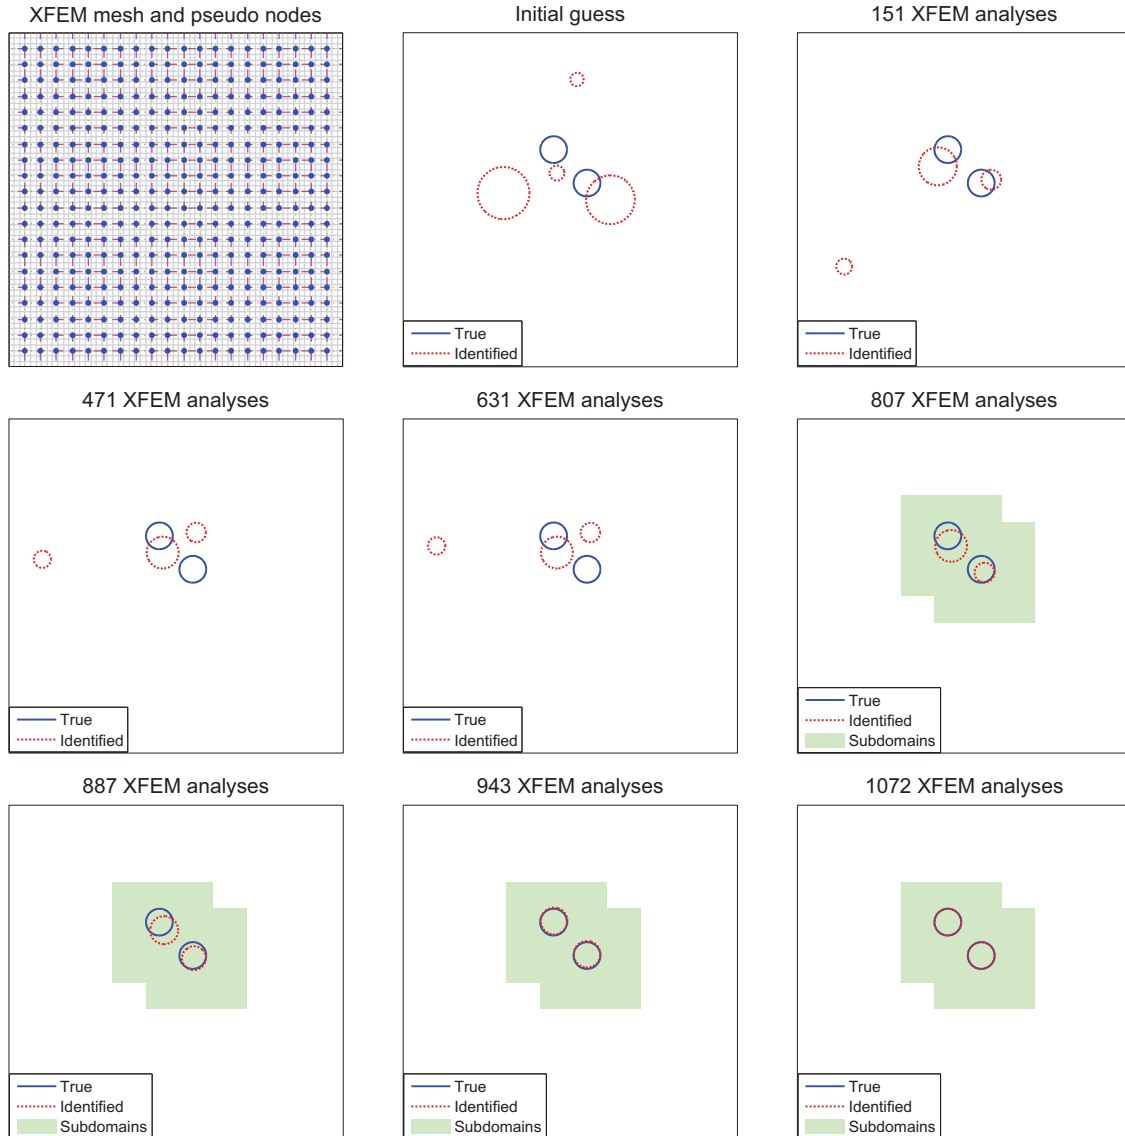 XFEM mesh and pseudo nodes
Initial guess
151 XFEM analyses
True
Identified
True
Identified
471 XFEM analyses
631 XFEM analyses
807 XFEM analyses
True
Identified
True
Identified
True
Identified
Subdomains
887 XFEM analyses
943 XFEM analyses
1072 XFEM analyses
True
Identified
Subdomains
True
Identified
Subdomains
True
Identified
Subdomains